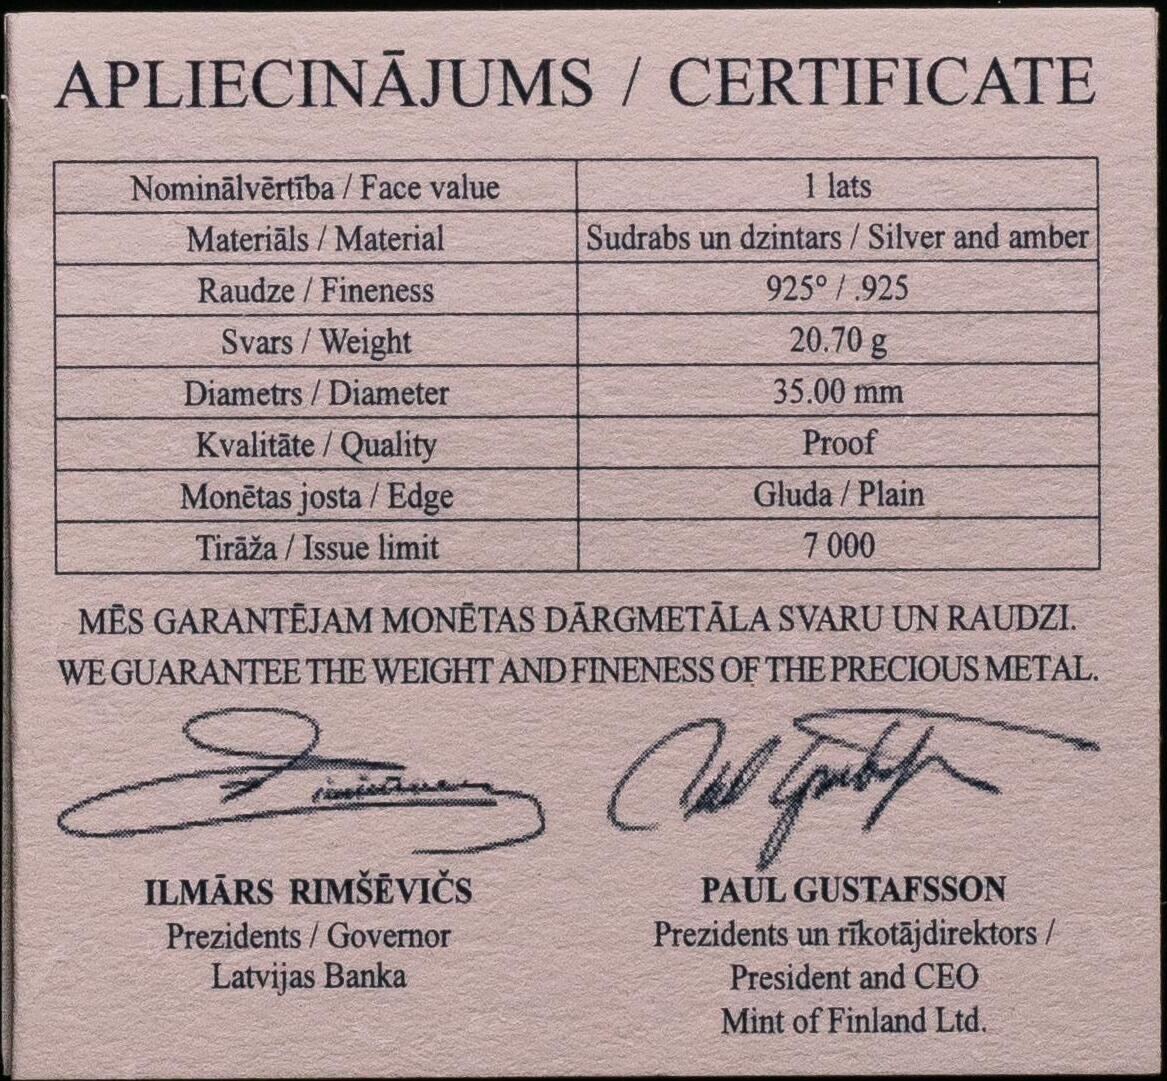 APLIECINĀJUMS / CERTIFICATE
Nominālvērtība / Face value 1 lats
Materiāls / Material Sudrabs un dzintars / Silver and amber
Raudze / Fineness 925° / .925
Svars / Weight 20.70 g
Diametrs / Diameter 35.00 mm
Kvalitāte / Quality Proof
Monētas josta / Edge Gluda / Plain
Tirāža / Issue limit 7 000
MĒS GARANTĒJAM MONĒTAS DĀRGMETĀLA SVARU UN RAUDZI.
WE GUARANTEE THE WEIGHT AND FINENESS OF THE PRECIOUS METAL.
ILMĀRS RIMŠĒVIČS
Prezidents / Governor
Latvijas Banka
PAUL GUSTAFSSON
Prezidents un rīkotājdirektors /
President and CEO
Mint of Finland Ltd.